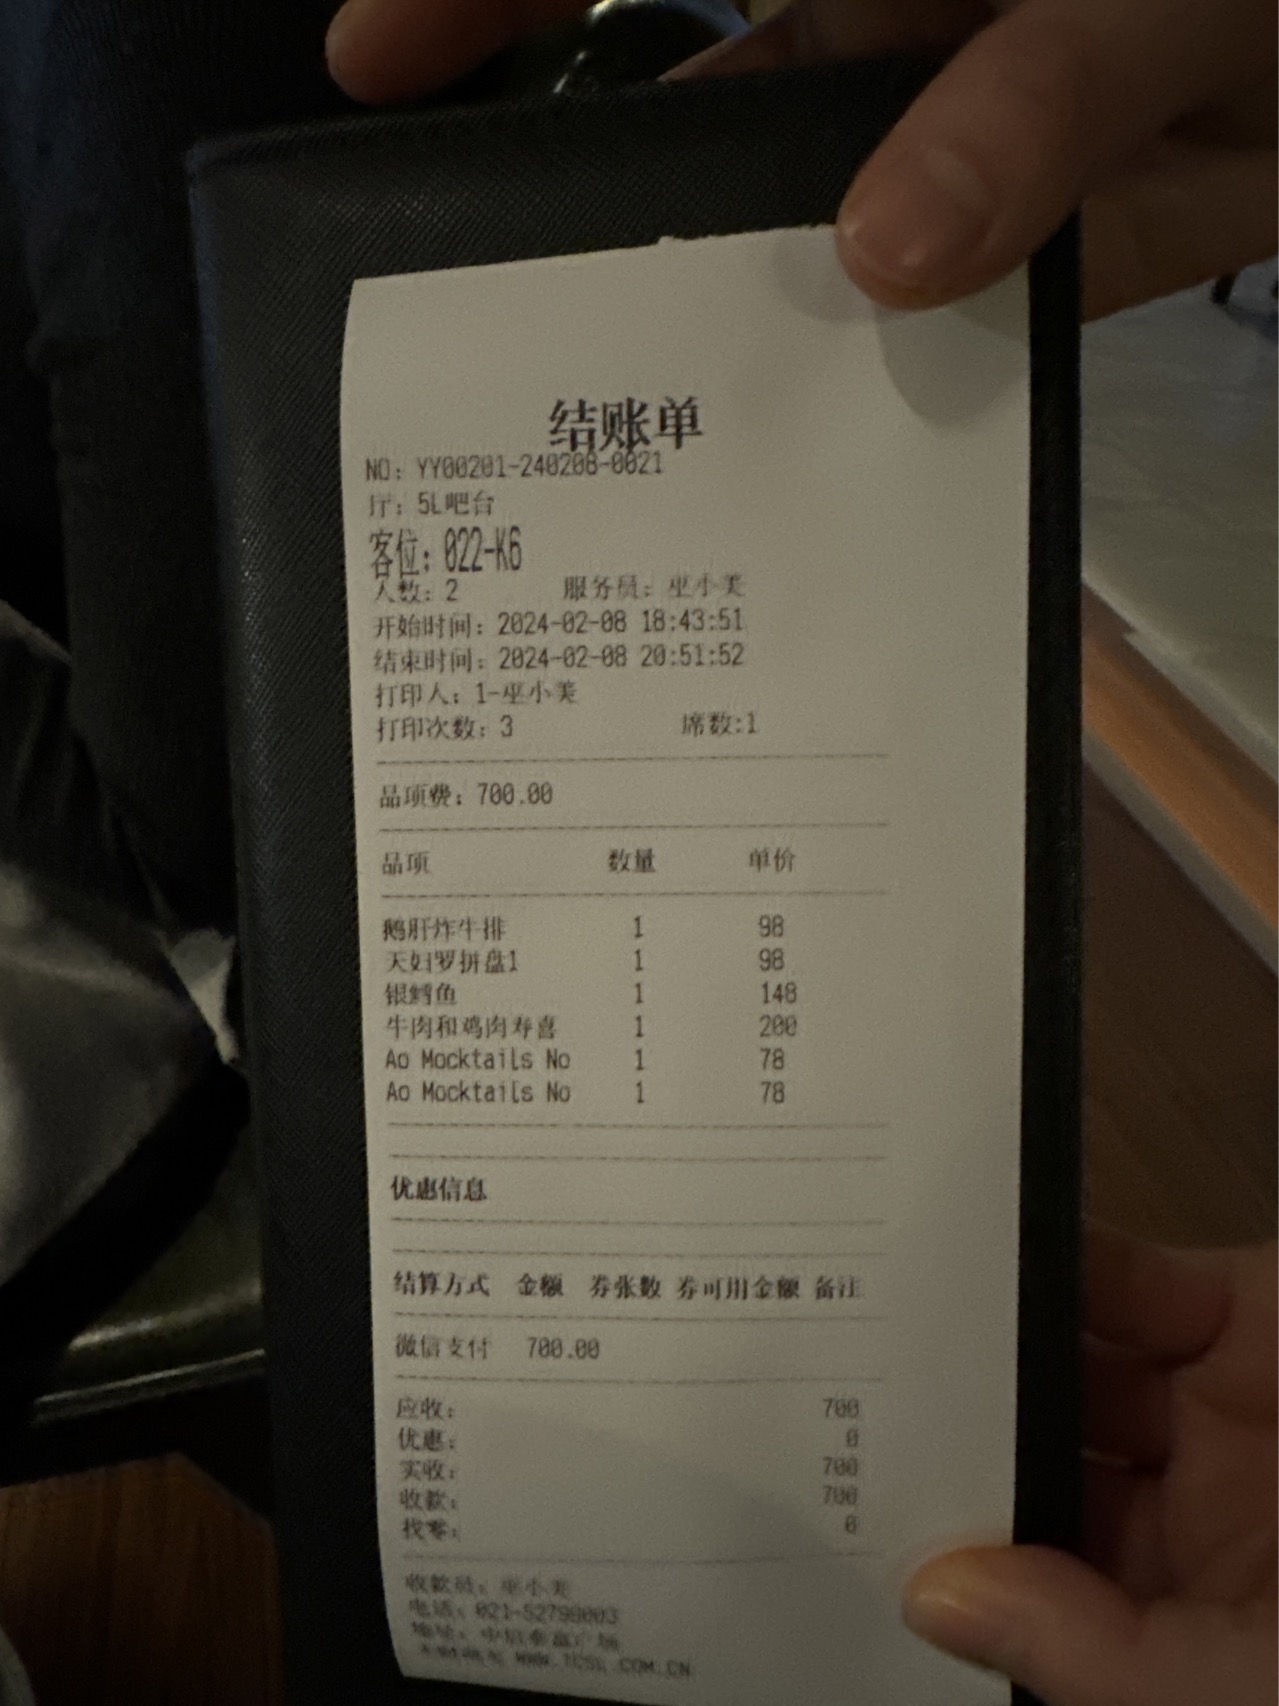 结账单
NO: YY00201-240208-0021
厅: 5L吧台
客位: 022-K6
人数: 2 服务员: 巫小美
开始时间: 2024-02-08 18:43:51
结束时间: 2024-02-08 20:51:52
打印人: 1-巫小美
打印次数: 3 席数:1
品项费: 700.00
品项 数量 单价
鹅肝炸牛排 1 98
天妇罗拼盘1 1 98
银鳕鱼 1 148
牛肉和鸡肉寿喜 1 200
Ao Mocktails No 1 78
Ao Mocktails No 1 78
优惠信息
结算方式 金额 券张数 券可用金额 备注
微信支付 700.00
应收: 700
优惠: 0
实收: 700
收款: 700
找零: 0
收款员: 巫小美
电话: 021-52790003
地址: 中信泰富广场
WWW.TCSL.COM.CN